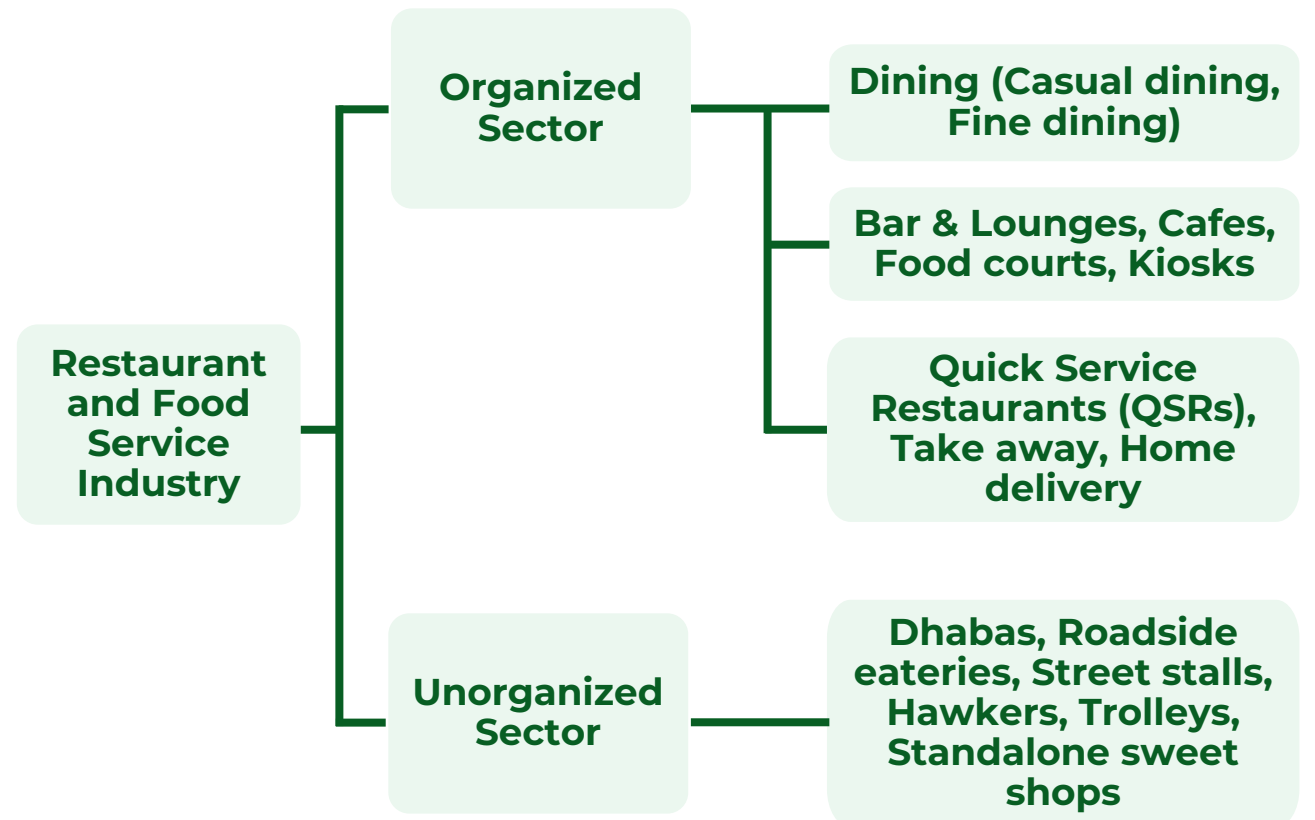 Restaurant
and Food
Service
Industry
Organized
Sector
Dining (Casual dining,
Fine dining)
Bar & Lounges, Cafes,
Food courts, Kiosks
Quick Service
Restaurants (QSRs),
Take away, Home
delivery
Unorganized
Sector
Dhabas, Roadside
eateries, Street stalls,
Hawkers, Trolleys,
Standalone sweet
shops